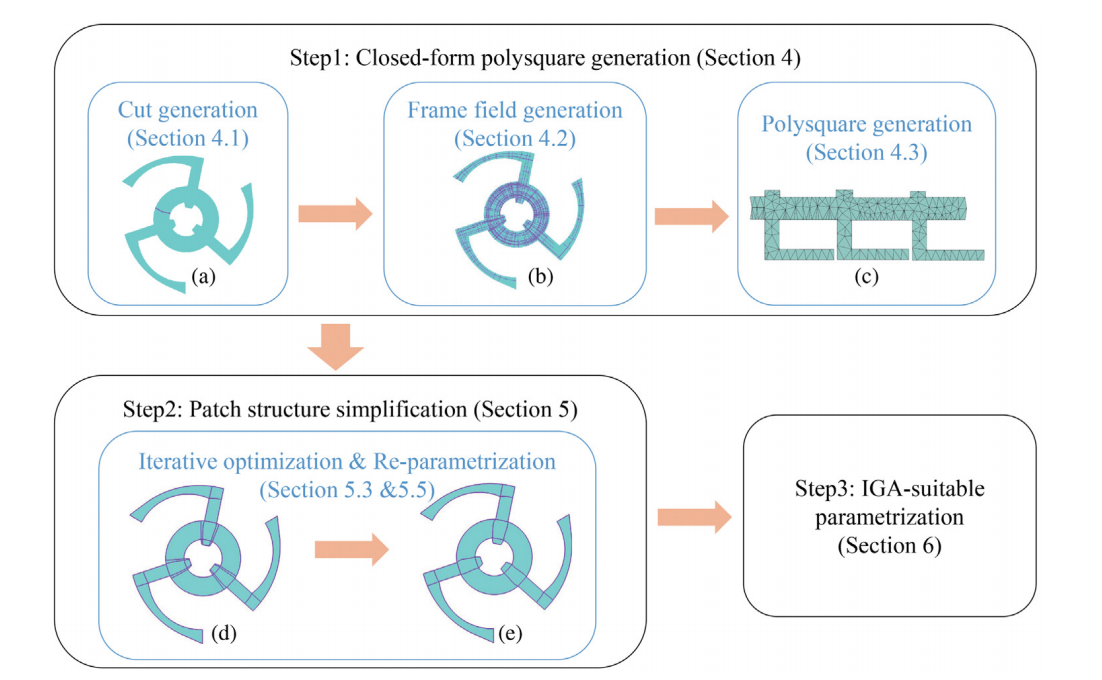 Step1: Closed-form polysquare generation (Section 4)
Cut generation
(Section 4.1)
(a)
Frame field generation
(Section 4.2)
(b)
Polysquare generation
(Section 4.3)
(c)
Step2: Patch structure simplification (Section 5)
Iterative optimization & Re-parametrization
(Section 5.3 &5.5)
(d)
(e)
Step3: IGA-suitable
parametrization
(Section 6)